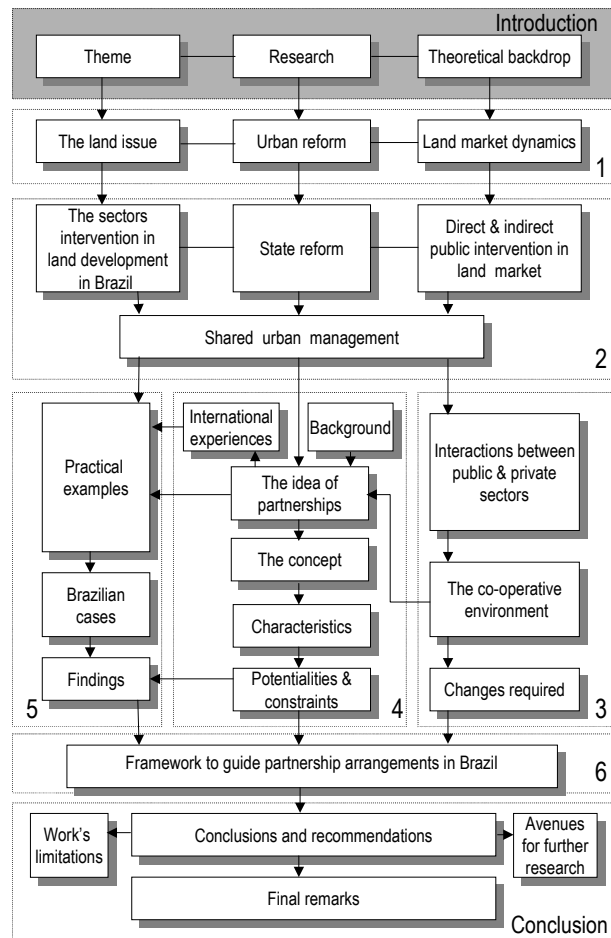 Introduction
Theme
Research
Theoretical backdrop
The land issue
Urban reform
Land market dynamics
1
The sectors
intervention in
land development
in Brazil
State reform
Direct & indirect
public intervention in
land market
Shared urban management
2
Practical
examples
Brazilian
cases
Findings
5
International
experiences
Background
The idea of
partnerships
The concept
Characteristics
Potentialities &
constraints
4
Interactions between
public & private
sectors
The co-operative
environment
Changes required
3
Framework to guide partnership arrangements in Brazil
6
Work's
limitations
Conclusions and recommendations
Avenues
for further
research
Final remarks
Conclusion